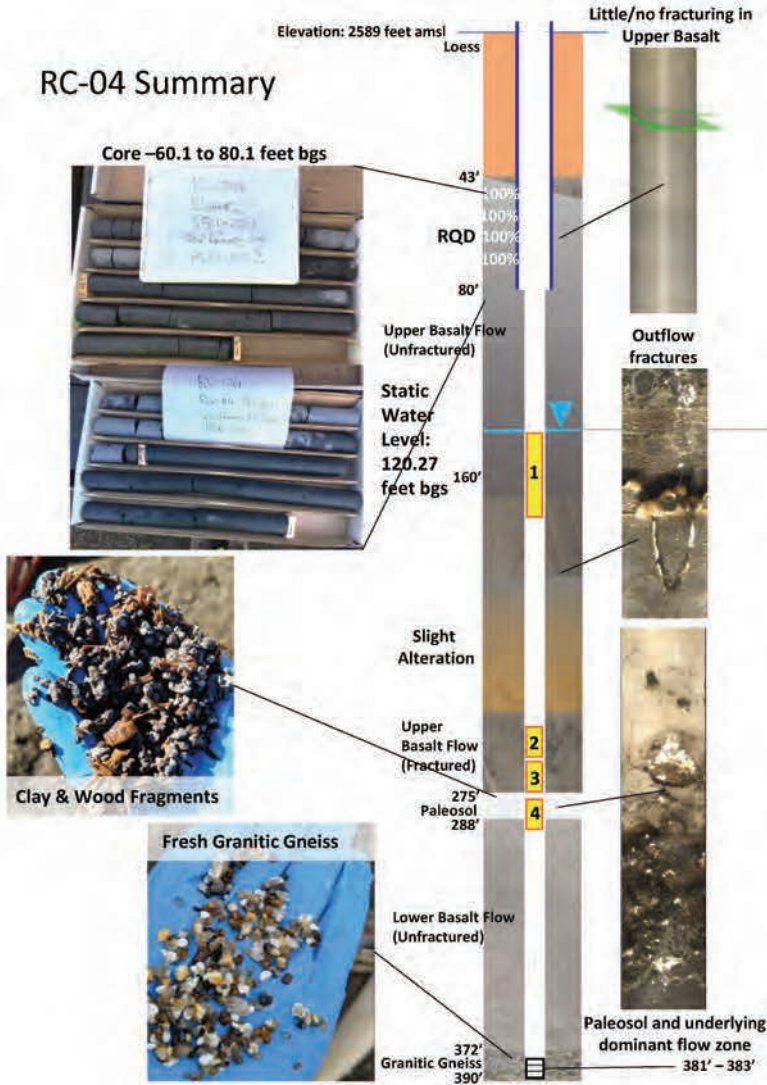 Elevation: 2589 feet amsl
Loess
Little/no fracturing in
Upper Basalt
RC-04 Summary
Core –60.1 to 80.1 feet bgs
43'
100%
100%
RQD
100%
100%
80'
Upper Basalt Flow
(Unfractured)
Outflow
fractures
Static
Water
Level:
120.27
feet bgs
160'
1
Slight
Alteration
Upper
Basalt Flow
(Fractured)
2
3
275'
Paleosol
288'
4
Clay & Wood Fragments
Fresh Granitic Gneiss
Lower Basalt Flow
(Unfractured)
372'
Granitic Gneiss
390'
Paleosol and underlying
dominant flow zone
381' – 383'